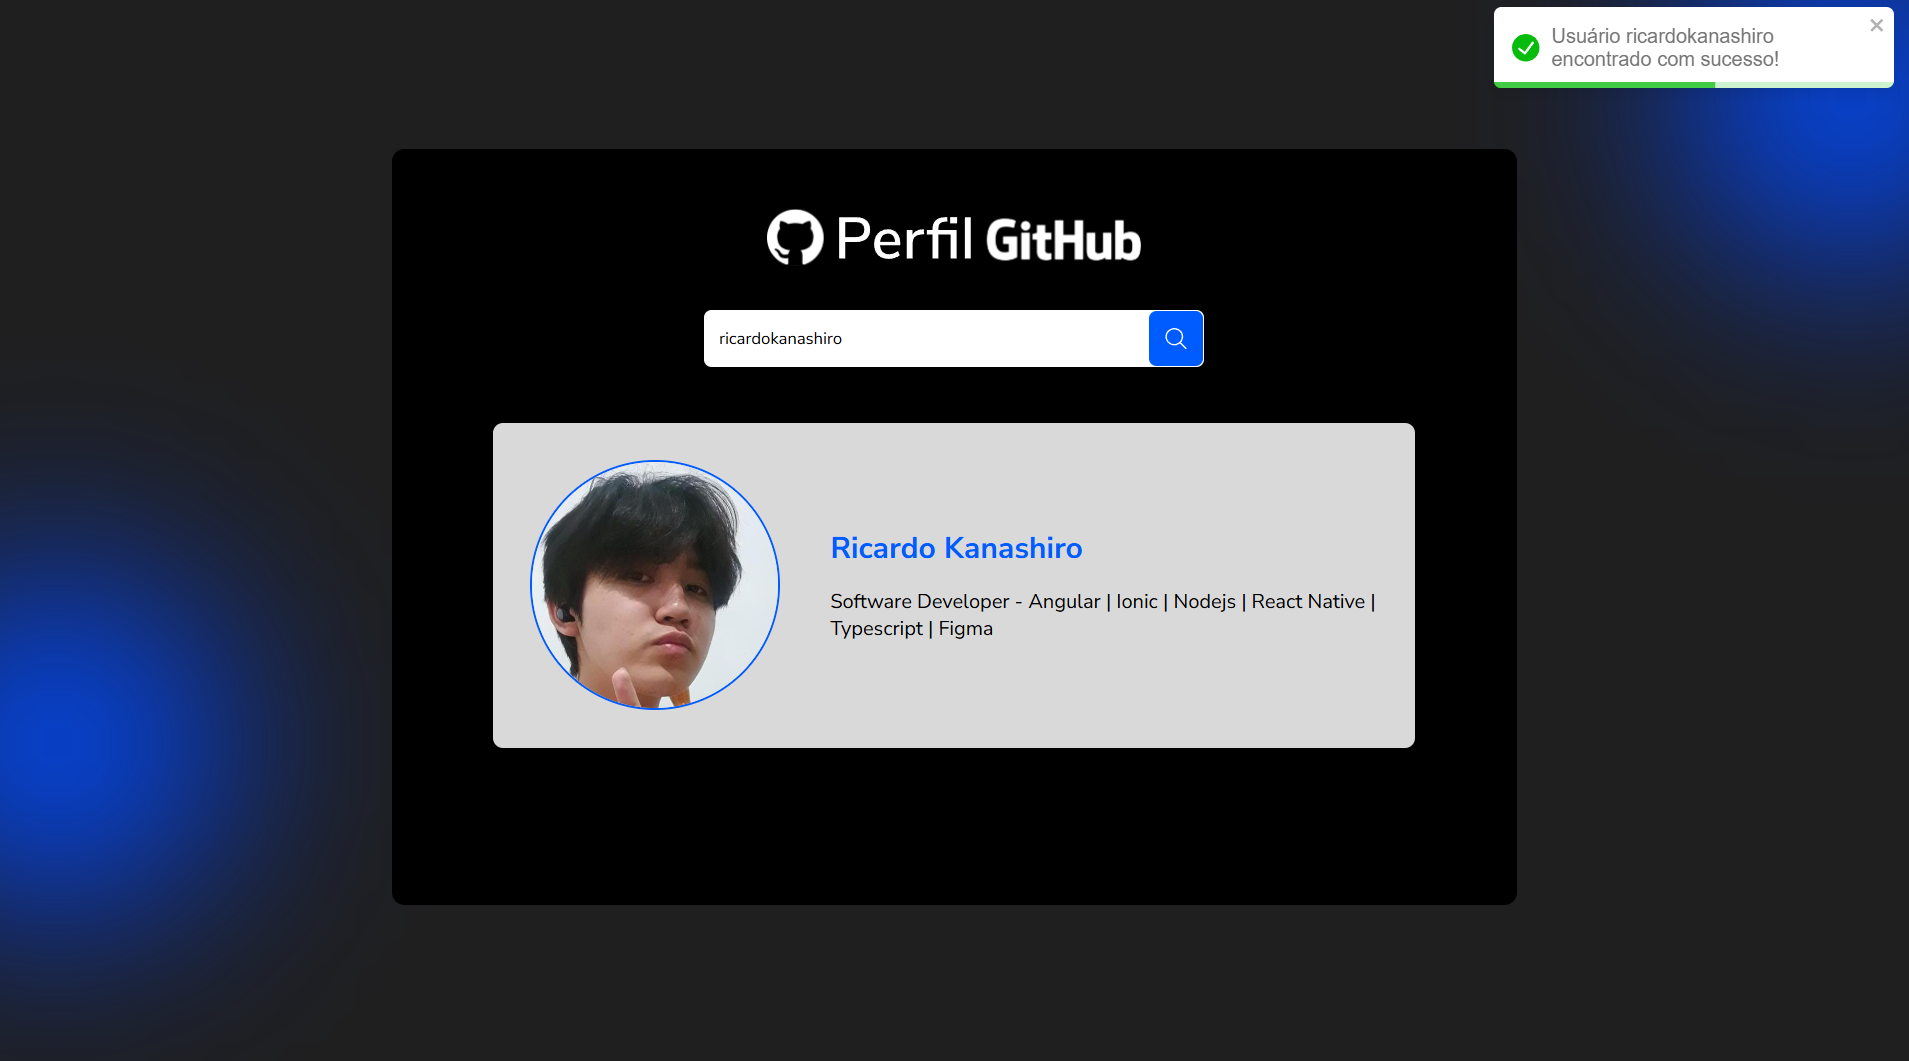 Usuário ricardokanashiro
encontrado com sucesso!
Perfil GitHub
ricardokanashiro
Ricardo Kanashiro
Software Developer - Angular | Ionic | Nodejs | React Native |
Typescript | Figma